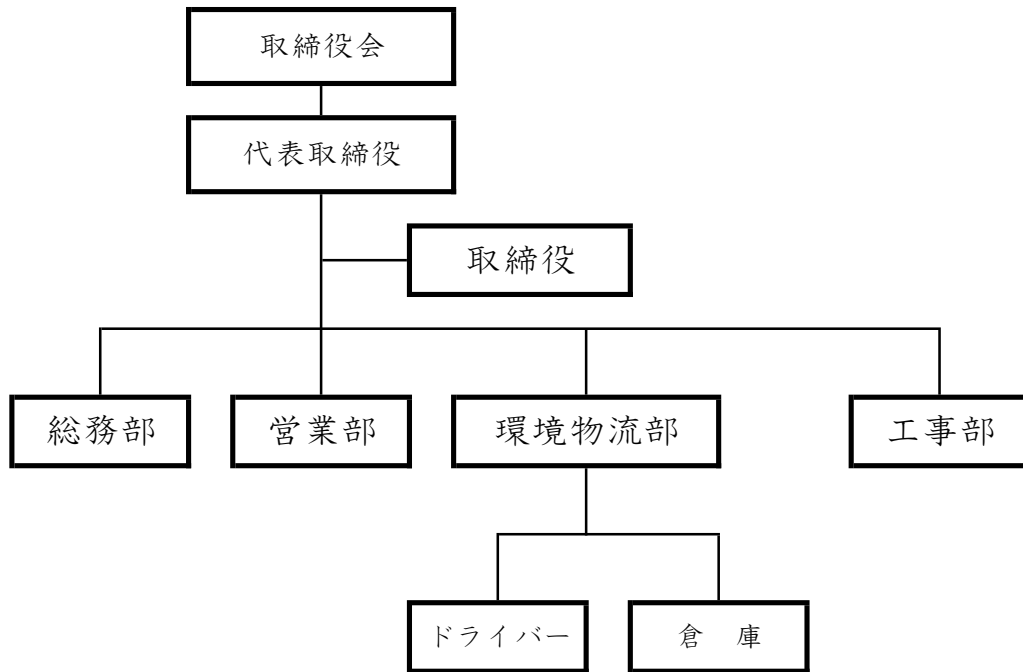 取締役会
代表取締役
取締役
総務部
営業部
環境物流部
工事部
ドライバー
倉　庫